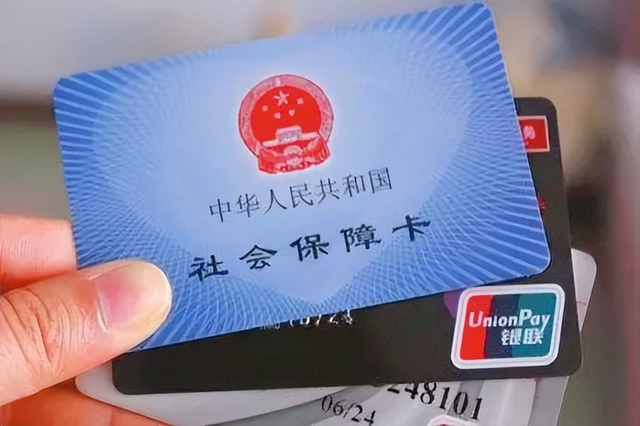 中华人民共和国
社会保障卡
UnionPay
银联
248101
06/24